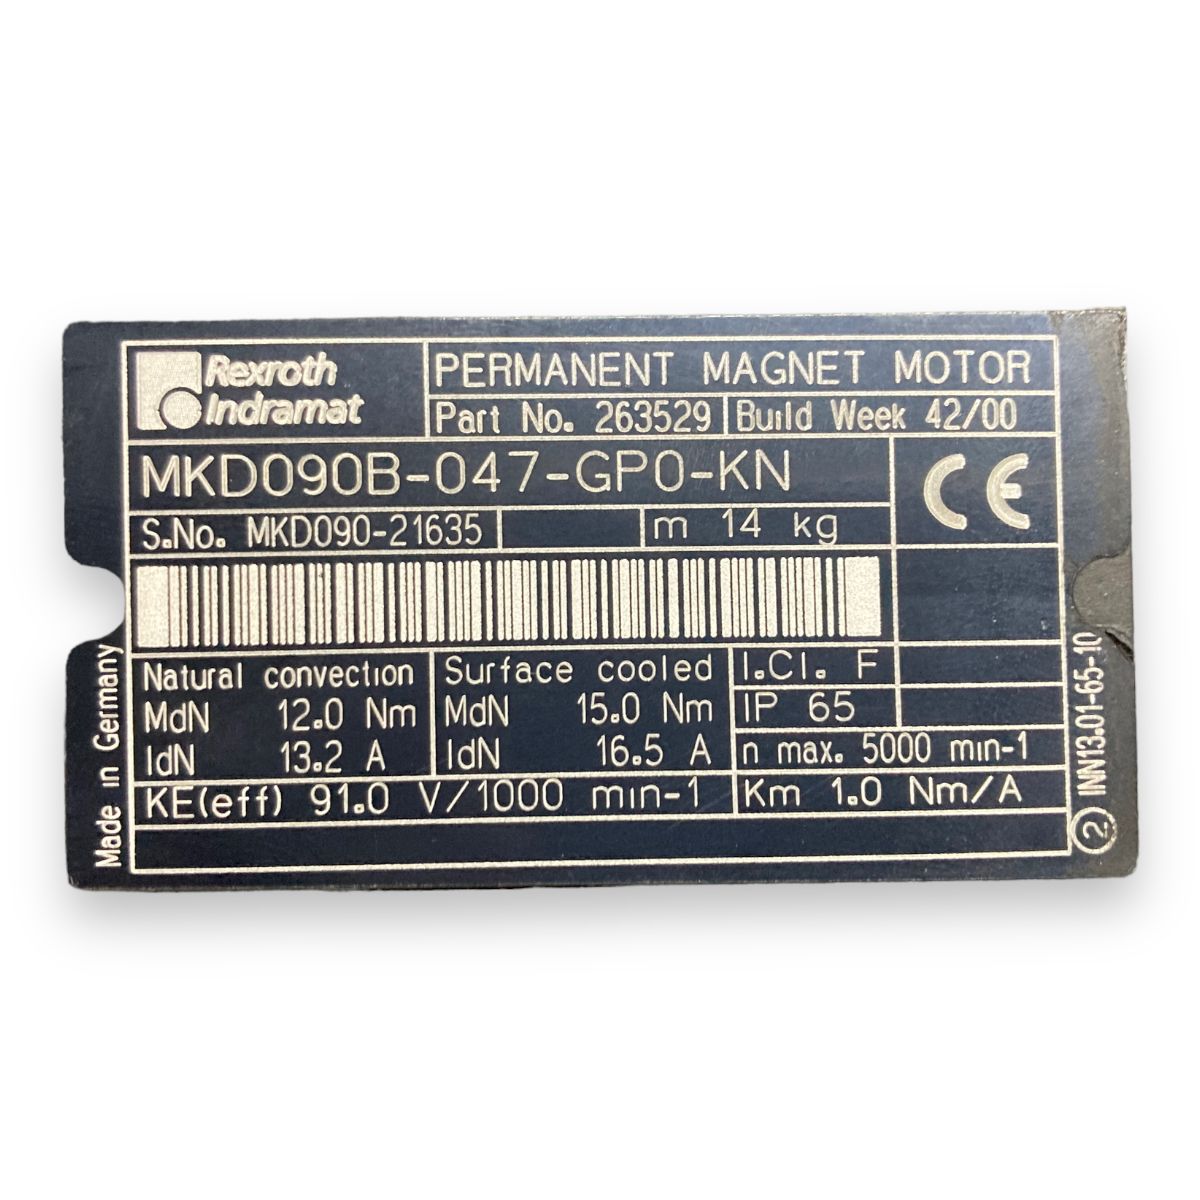 Rexroth
Indramat
PERMANENT MAGNET MOTOR
Part No. 263529
Build Week 42/00
MKD090B-047-GP0-KN
CE
S.No. MKD090-21635
m 14 kg
Natural convection
MdN 12.0 Nm
IdN 13.2 A
Surface cooled
MdN 15.0 Nm
IdN 16.5 A
I.Cl. F
IP 65
n max. 5000 min-1
KE(eff) 91.0 V/1000 min-1
Km 1.0 Nm/A
Made in Germany
2 INN13.01-65-10